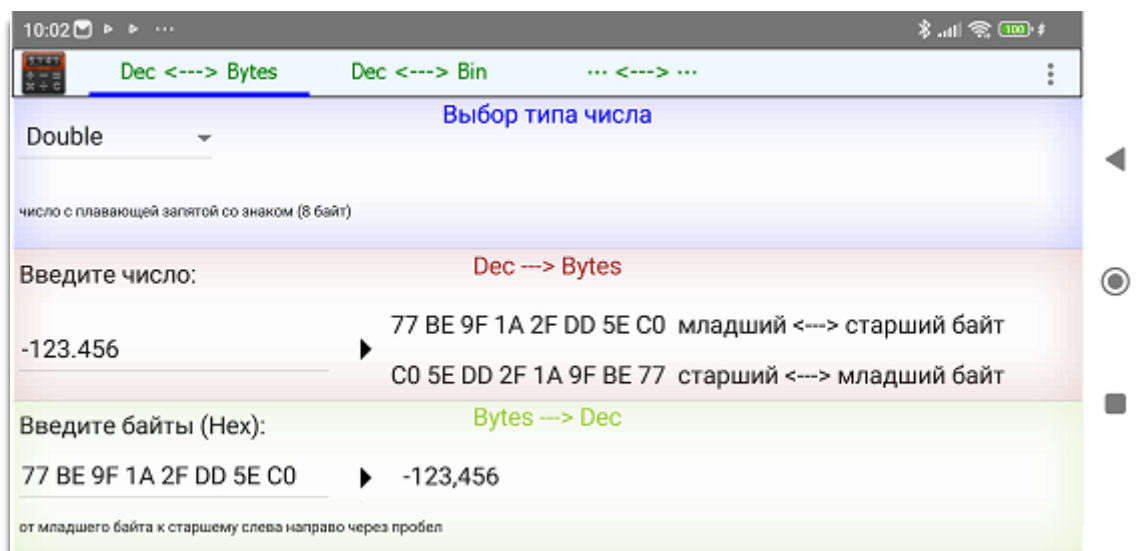 10:02 ...
100
Dec <---> Bytes Dec <---> Bin ... <---> ...
Выбор типа числа
Double
число с плавающей запятой со знаком (8 байт)
Dec ---> Bytes
Введите число:
77 BE 9F 1A 2F DD 5E C0 младший <---> старший байт
-123.456
C0 5E DD 2F 1A 9F BE 77 старший <---> младший байт
Bytes ---> Dec
Введите байты (Hex):
77 BE 9F 1A 2F DD 5E C0 -123,456
от младшего байта к старшему слева направо через пробел